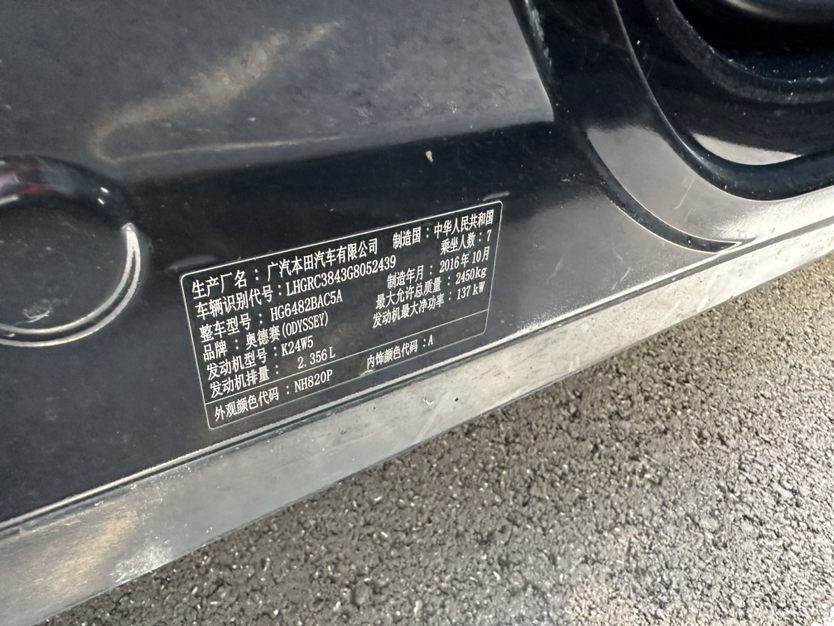 生产厂名：广汽本田汽车有限公司 制造国：中华人民共和国
车辆识别代号：LHGRC3843G8052439 乘坐人数：7
整车型号：HG6482BAC5A 制造年月：2016年10月
品牌：奥德赛(ODYSSEY) 最大允许总质量：2450kg
发动机型号：K24W5 发动机最大净功率：137kW
发动机排量：2.356L
外观颜色代码：NH820P 内饰颜色代码：A